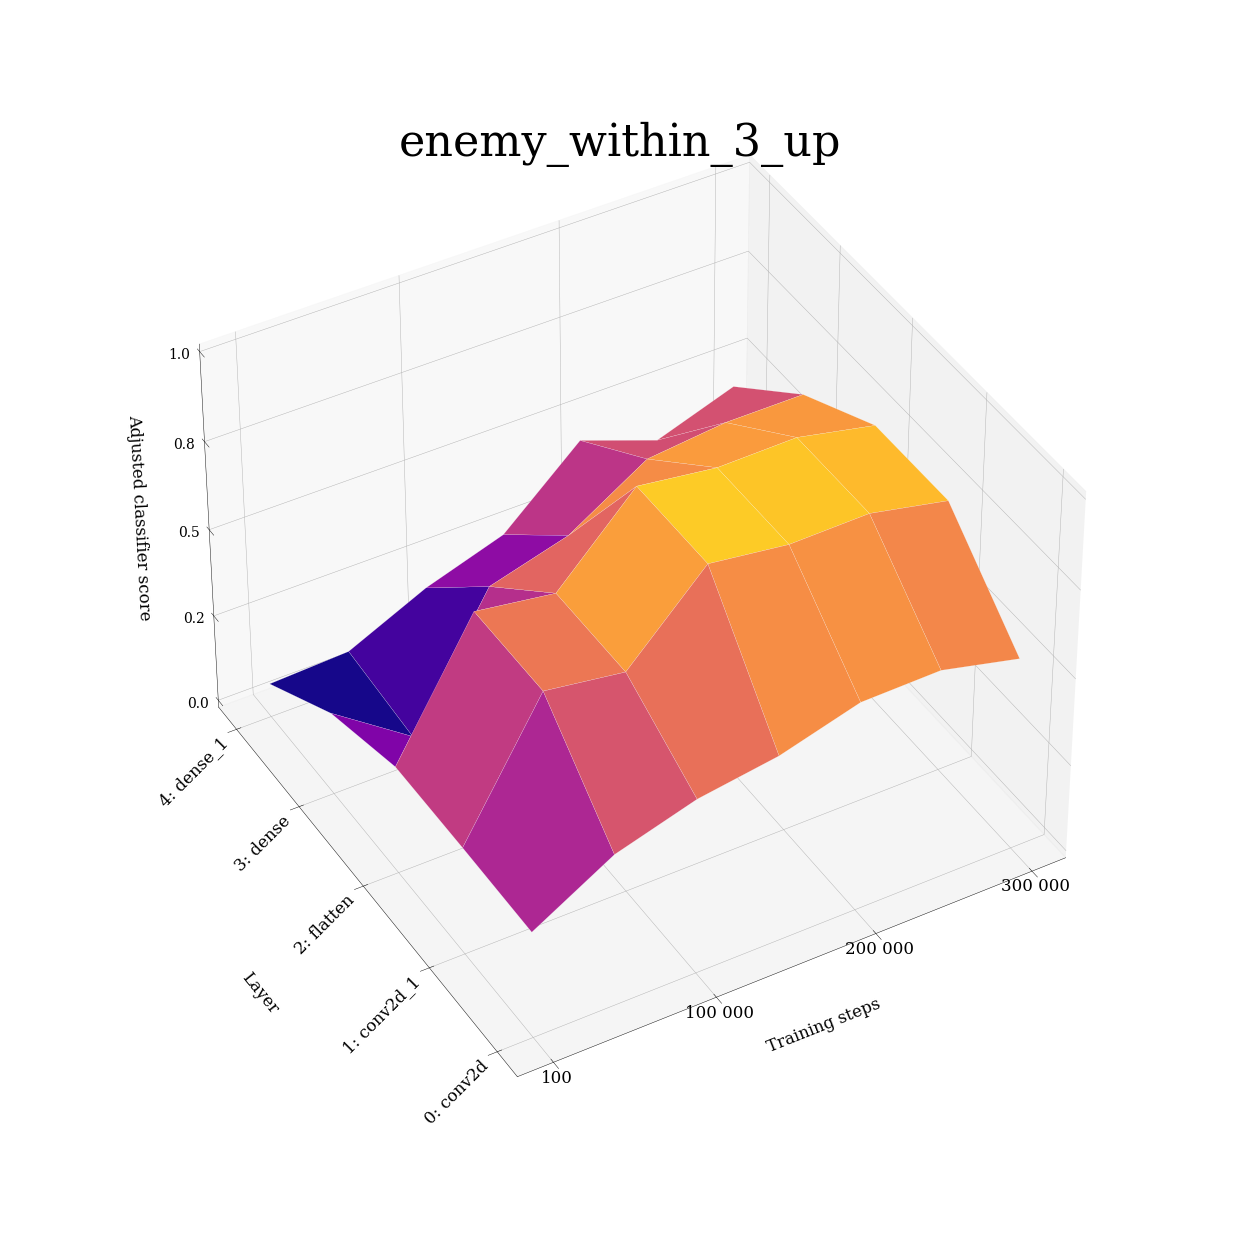 enemy_within_3_up
1.0
0.8
0.5
0.2
0.0
Adjusted classifier score
4: dense_1
3: dense
2: flatten
1: conv2d_1
0: conv2d
Layer
100
100 000
200 000
300 000
Training steps